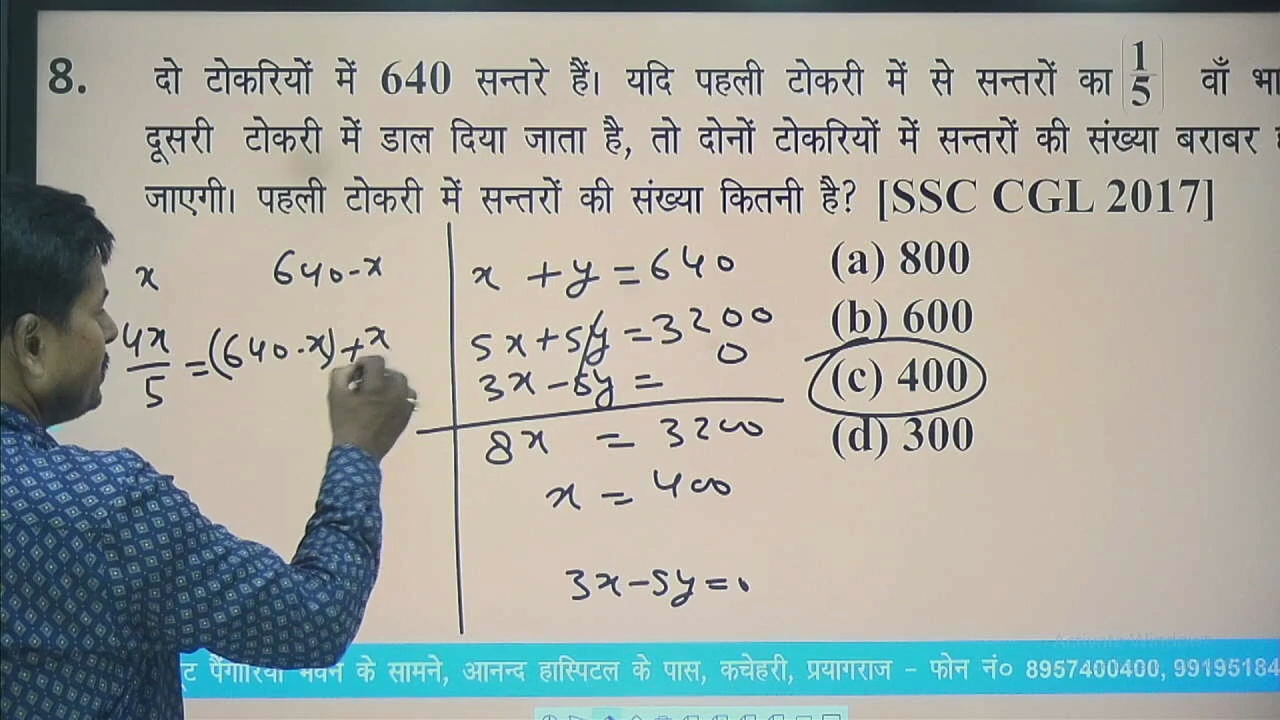 8. दो टोकरियों में 640 सन्तरे हैं। यदि पहली टोकरी में से सन्तरों का (1/5) वाँ भा
दूसरी टोकरी में डाल दिया जाता है, तो दोनों टोकरियों में सन्तरों की संख्या बराबर
जाएगी। पहली टोकरी में सन्तरों की संख्या कितनी है? [SSC CGL 2017]
x 640-x
4x/5 = (640-x)+x
x + y = 640
5x+5y = 3200
3x-5y = 0
8x = 3200
x = 400
3x-5y=0
(a) 800
(b) 600
(c) 400
(d) 300
के सामने, आनन्द हास्पिटल के पास, कचेहरी, प्रयागराज - फोन नं० 8957400400, 99195184